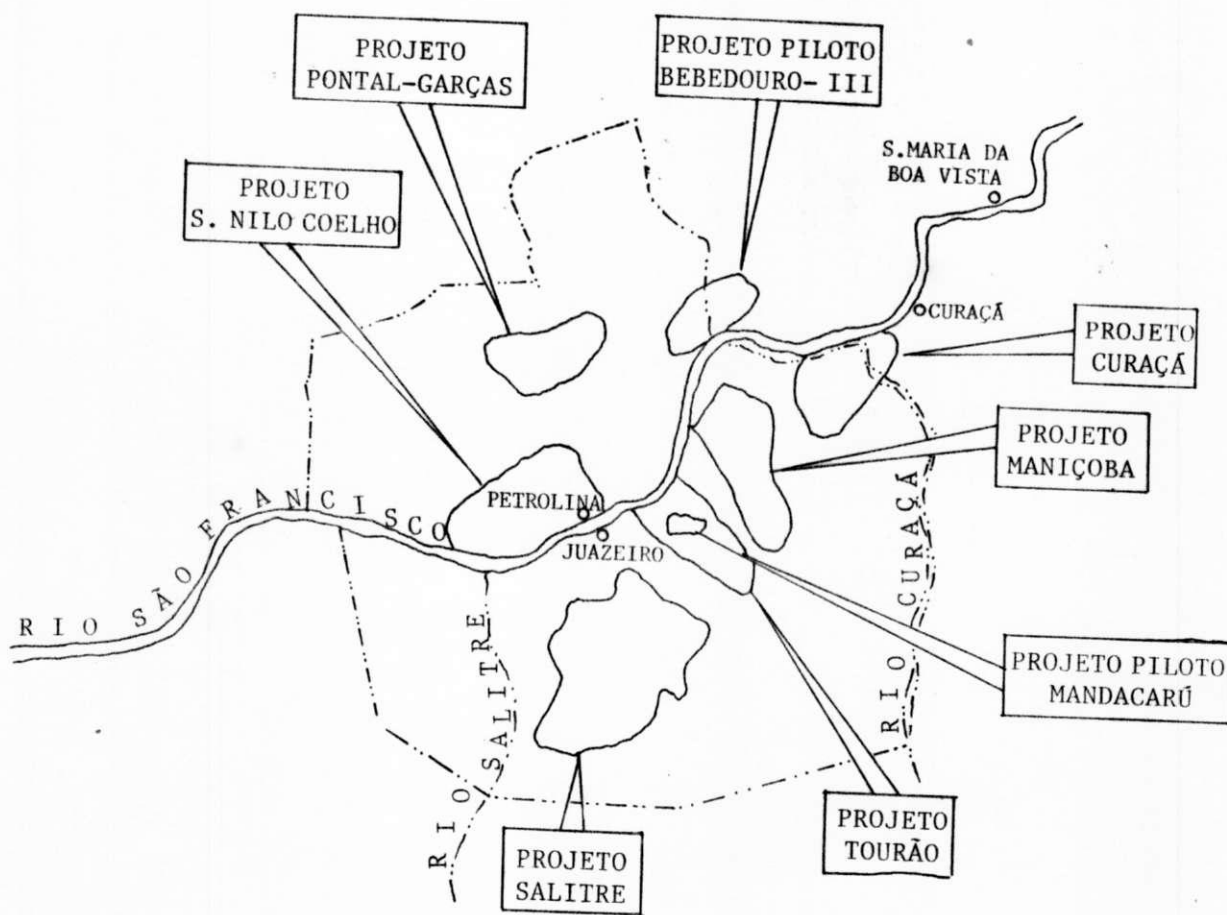 PROJETO
PONTAL-GARÇAS
PROJETO PILOTO
BEBEDOURO- III
S.MARIA DA
BOA VISTA
PROJETO
S. NILO COELHO
CURAÇÁ
PROJETO
CURAÇÁ
PROJETO
MANIÇOBA
PETROLINA
JUAZEIRO
RIO SÃO FRANCISCO
RIO SALITRE
RIO CURAÇÁ
PROJETO PILOTO
MANDACARÚ
PROJETO
TOURÃO
PROJETO
SALITRE